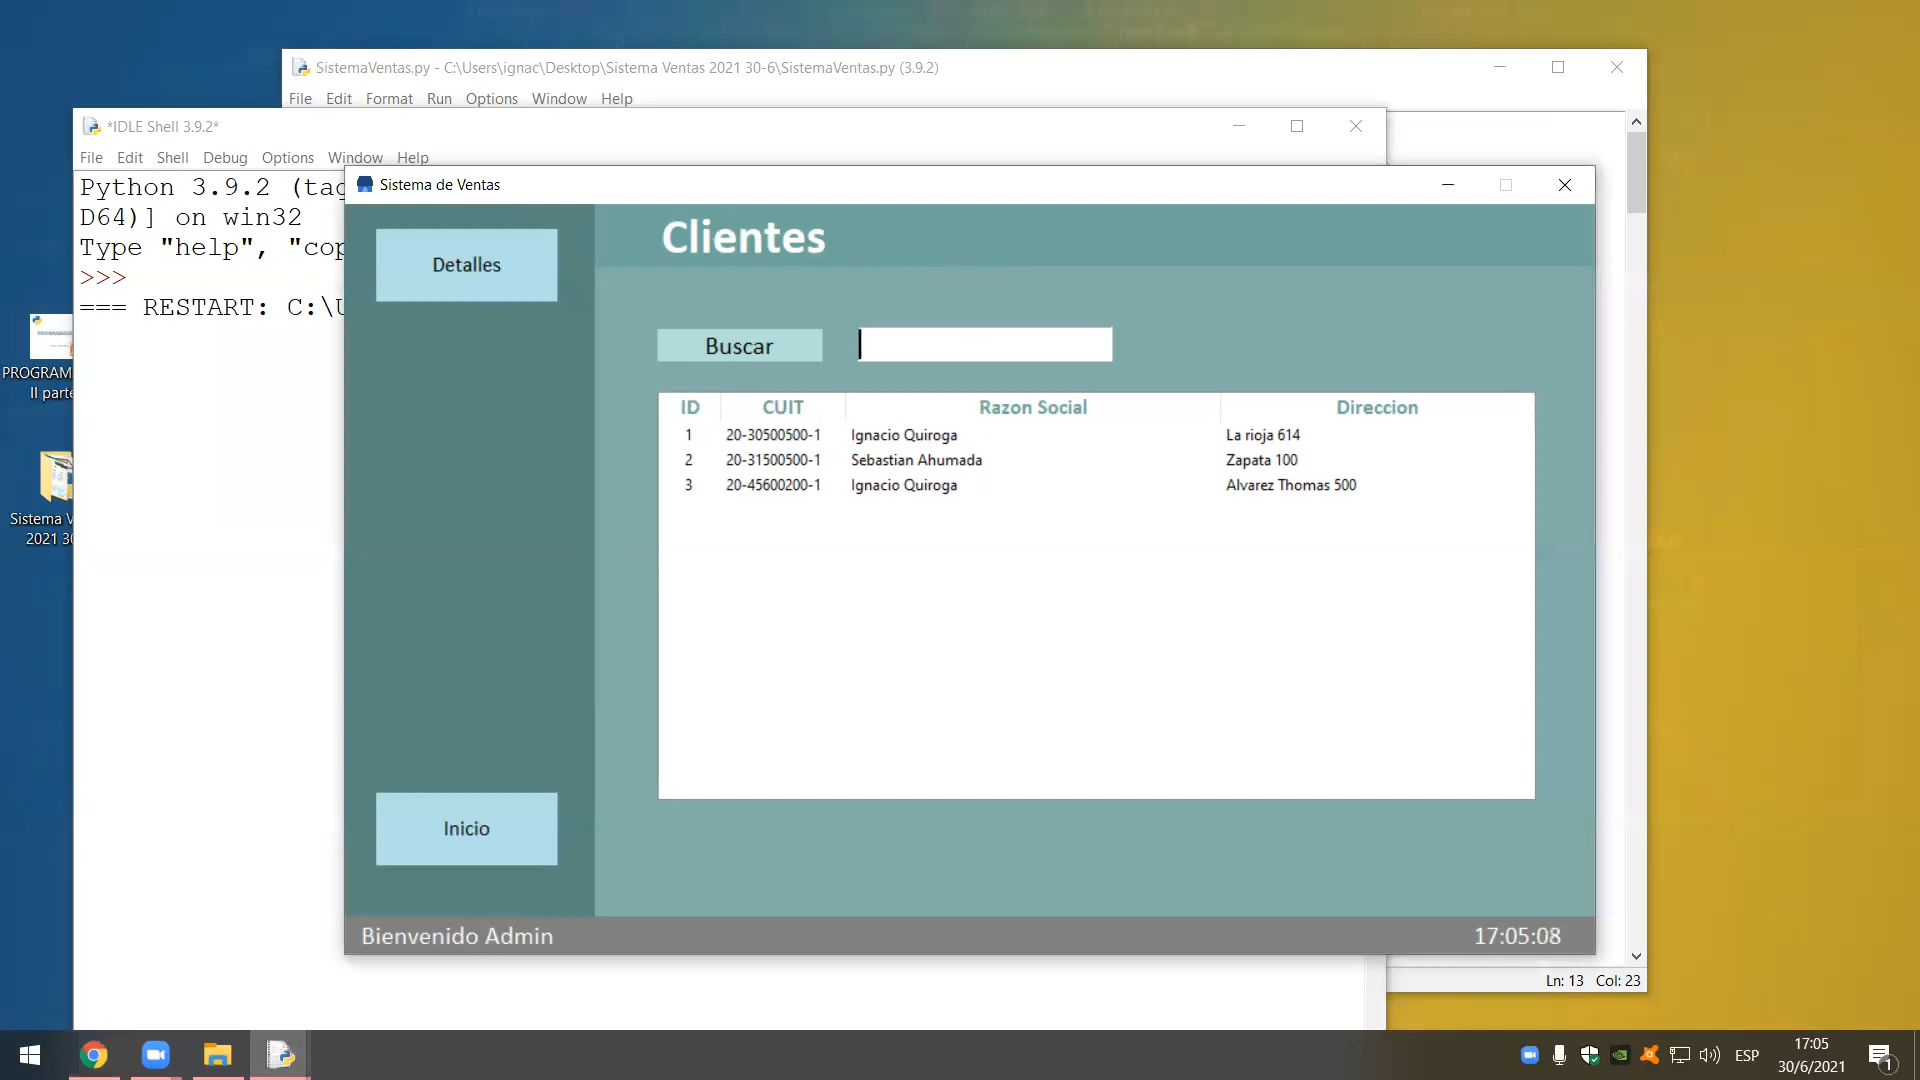 SistemaVentas.py - C:\Users\ignac\Desktop\Sistema Ventas 2021 30-6\SistemaVentas.py (3.9.2)
File Edit Format Run Options Window Help
*IDLE Shell 3.9.2*
File Edit Shell Debug Options Window Help
Python 3.9.2 (tag
D64)] on win32
Type "help", "cop
>>>
=== RESTART: C:\U
Sistema de Ventas
Detalles
Clientes
Buscar
ID CUIT Razon Social Direccion
1 20-30500500-1 Ignacio Quiroga La rioja 614
2 20-31500500-1 Sebastian Ahumada Zapata 100
3 20-45600200-1 Ignacio Quiroga Alvarez Thomas 500
Inicio
Bienvenido Admin 17:05:08
PROGRAM
II parte
Sistema V
2021 30
Ln: 13 Col: 23
ESP
17:05
30/6/2021
1